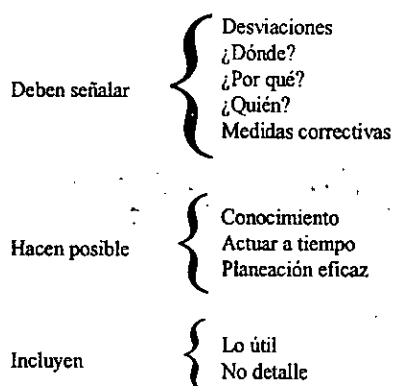 Deben señalar
Desviaciones
¿Dónde?
¿Por qué?
¿Quién?
Medidas correctivas
Hacen posible
Conocimiento
Actuar a tiempo
Planeación eficaz
Incluyen
Lo útil
No detalle